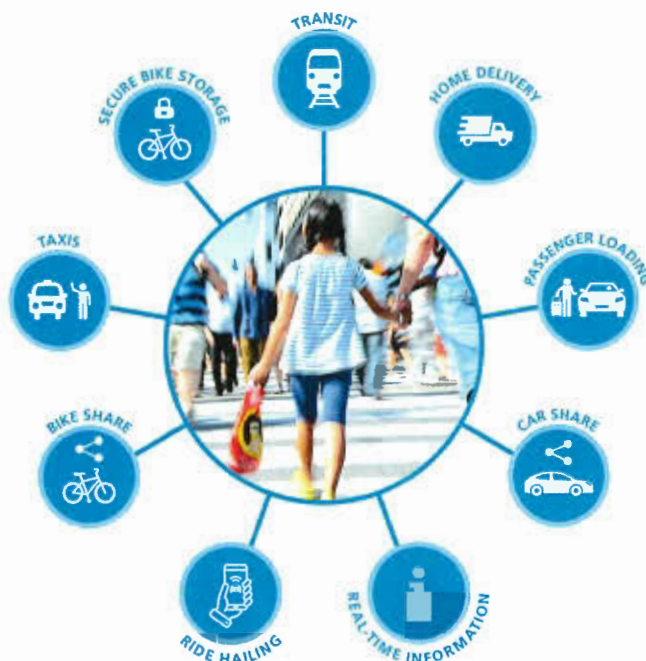 TRANSIT
HOME DELIVERY
PASSENGER LOADING
CAR SHARE
REAL-TIME INFORMATION
RIDE HAILING
BIKE SHARE
TAXIS
SECURE BIKE STORAGE